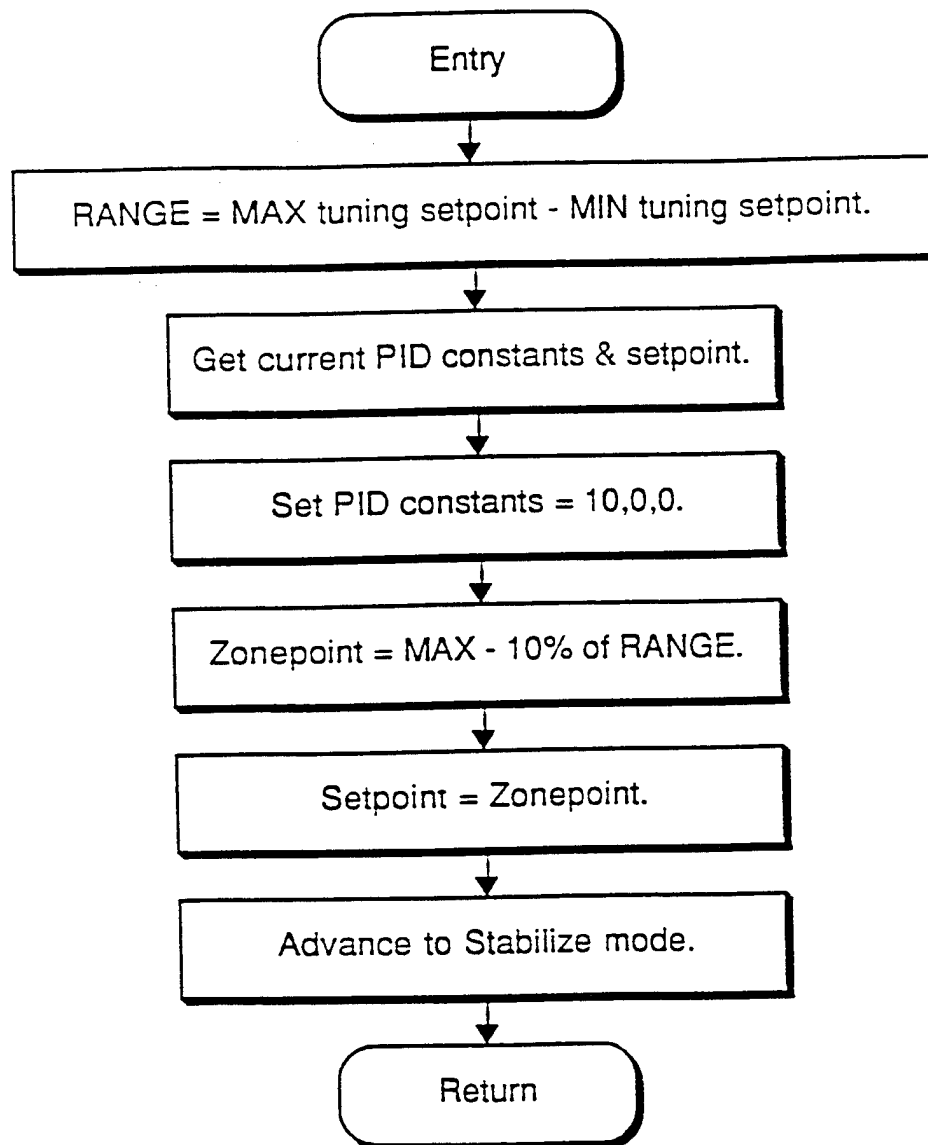 Entry
RANGE = MAX tuning setpoint - MIN tuning setpoint.
Get current PID constants & setpoint.
Set PID constants = 10,0,0.
Zonepoint = MAX - 10% of RANGE.
Setpoint = Zonepoint.
Advance to Stabilize mode.
Return